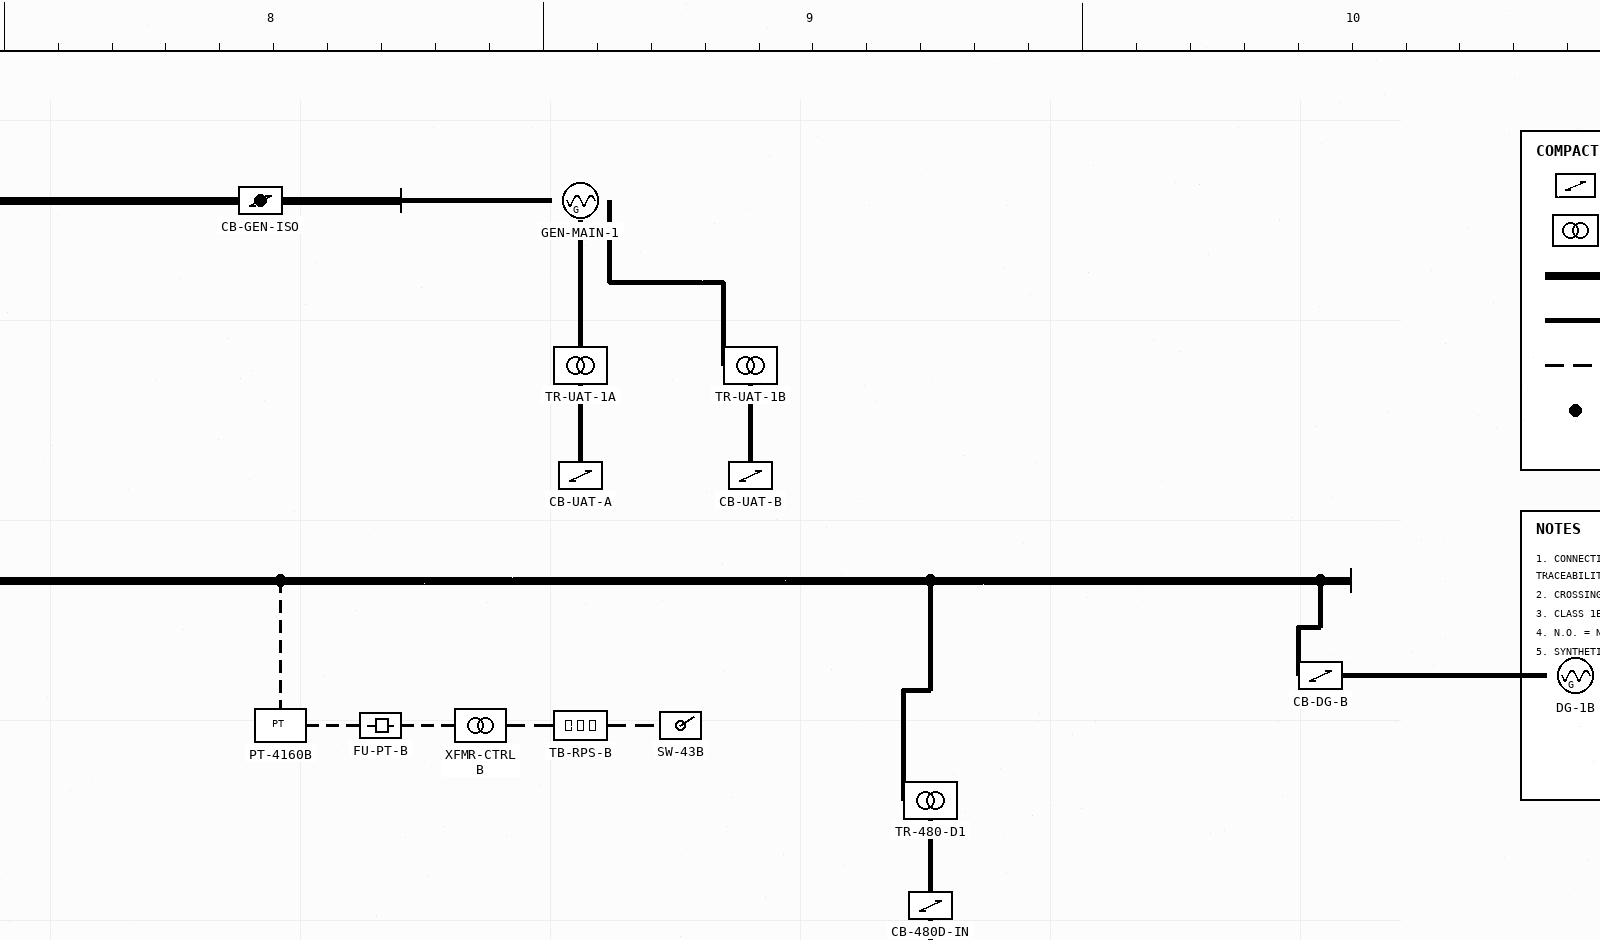 8 9 10
COMPACT
CB-GEN-ISO
G
GEN-MAIN-1
TR-UAT-1A TR-UAT-1B
CB-UAT-A CB-UAT-B
NOTES
1. CONNECTI
TRACEABILIT
2. CROSSING
3. CLASS 1E
4. N.O. = N
5. SYNTHETI
G
CB-DG-B
DG-1B
PT
PT-4160B FU-PT-B XFMR-CTRL TB-RPS-B SW-43B
B
TR-480-D1
CB-480D-IN